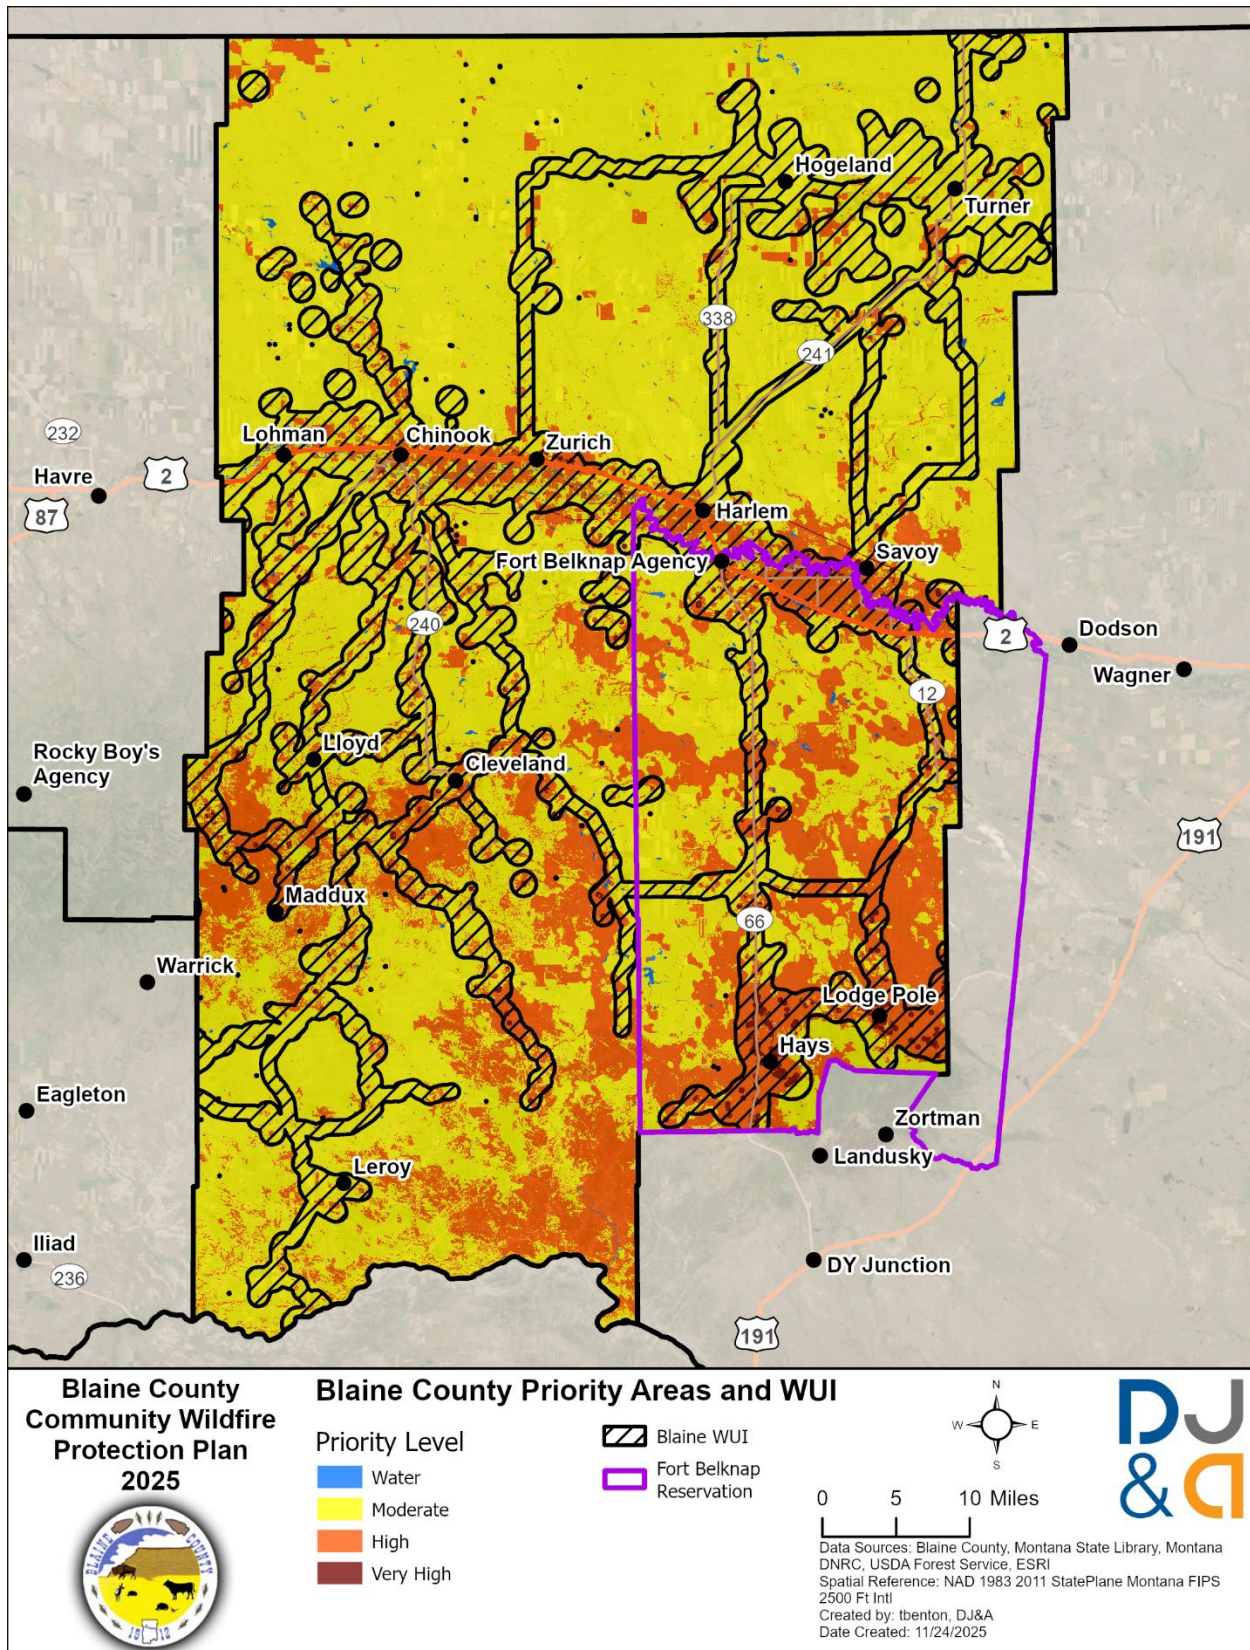 Hogeland
Turner
338
241
232
Lohman
Chinook
Zurich
Havre
2
87
Harlem
Fort Belknap Agency
Savoy
240
2
Dodson
Wagner
12
Rocky Boy's
Agency
Lloyd
Cleveland
191
Maddux
66
Warrick
Lodge Pole
Hays
Eagleton
Zortman
Landusky
Leroy
Iliad
236
DY Junction
191
Blaine County
Community Wildfire
Protection Plan
2025
BLAINE COUNTY
1912
Blaine County Priority Areas and WUI
Priority Level
Water
Moderate
High
Very High
Blaine WUI
Fort Belknap
Reservation
N
W E
S
0 5 10 Miles
DJ
&A
Data Sources: Blaine County, Montana State Library, Montana
DNRC, USDA Forest Service, ESRI
Spatial Reference: NAD 1983 2011 StatePlane Montana FIPS
2500 Ft Intl
Created by: tbenton, DJ&A
Date Created: 11/24/2025